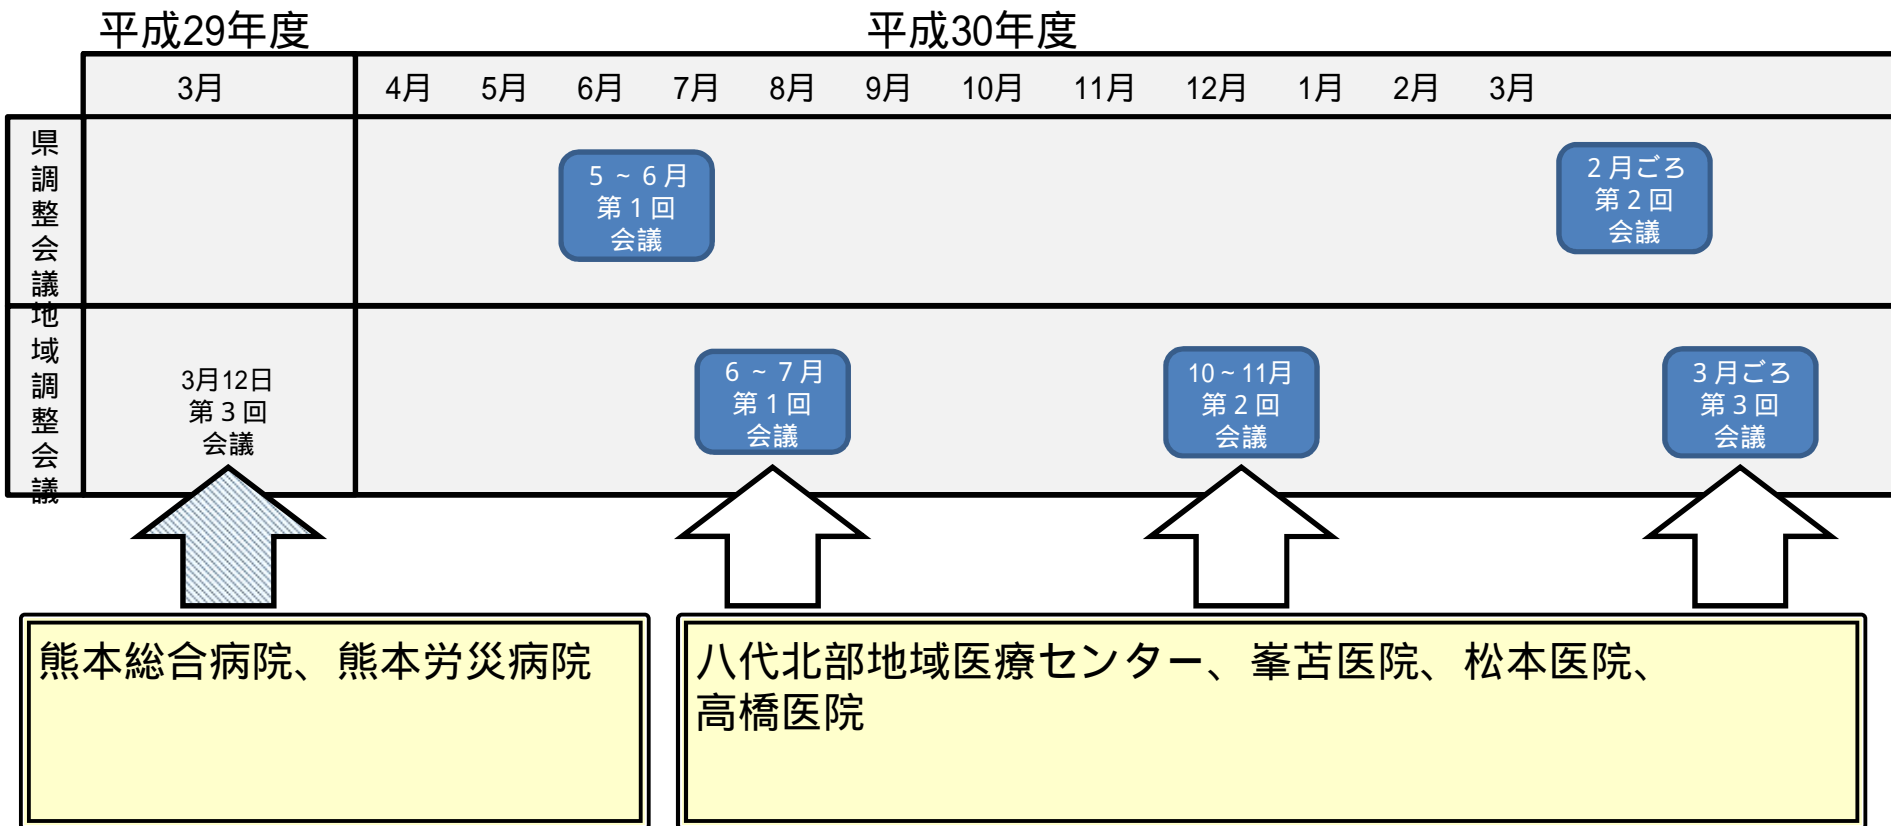 平成29年度
平成30年度
3月
4月 5月 6月 7月 8月 9月 10月 11月 12月 1月 2月 3月
県調整会議
5 ~ 6 月
第 1 回
会議
2 月ごろ
第 2 回
会議
地域調整会議
3月12日
第 3 回
会議
6 ~ 7 月
第 1 回
会議
10 ~ 11月
第 2 回
会議
3 月ごろ
第 3 回
会議
熊本総合病院、熊本労災病院
八代北部地域医療センター、峯苫医院、松本医院、
高橋医院